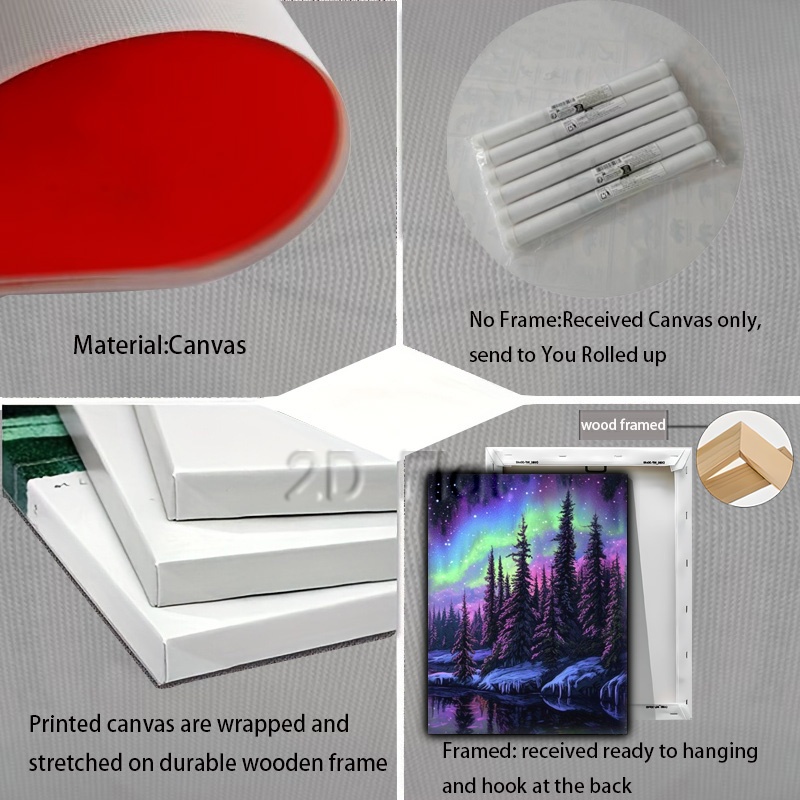 Material:Canvas
No Frame:Received Canvas only,
send to You Rolled up
2D
wood framed
Printed canvas are wrapped and
stretched on durable wooden frame
Framed: received ready to hanging
and hook at the back